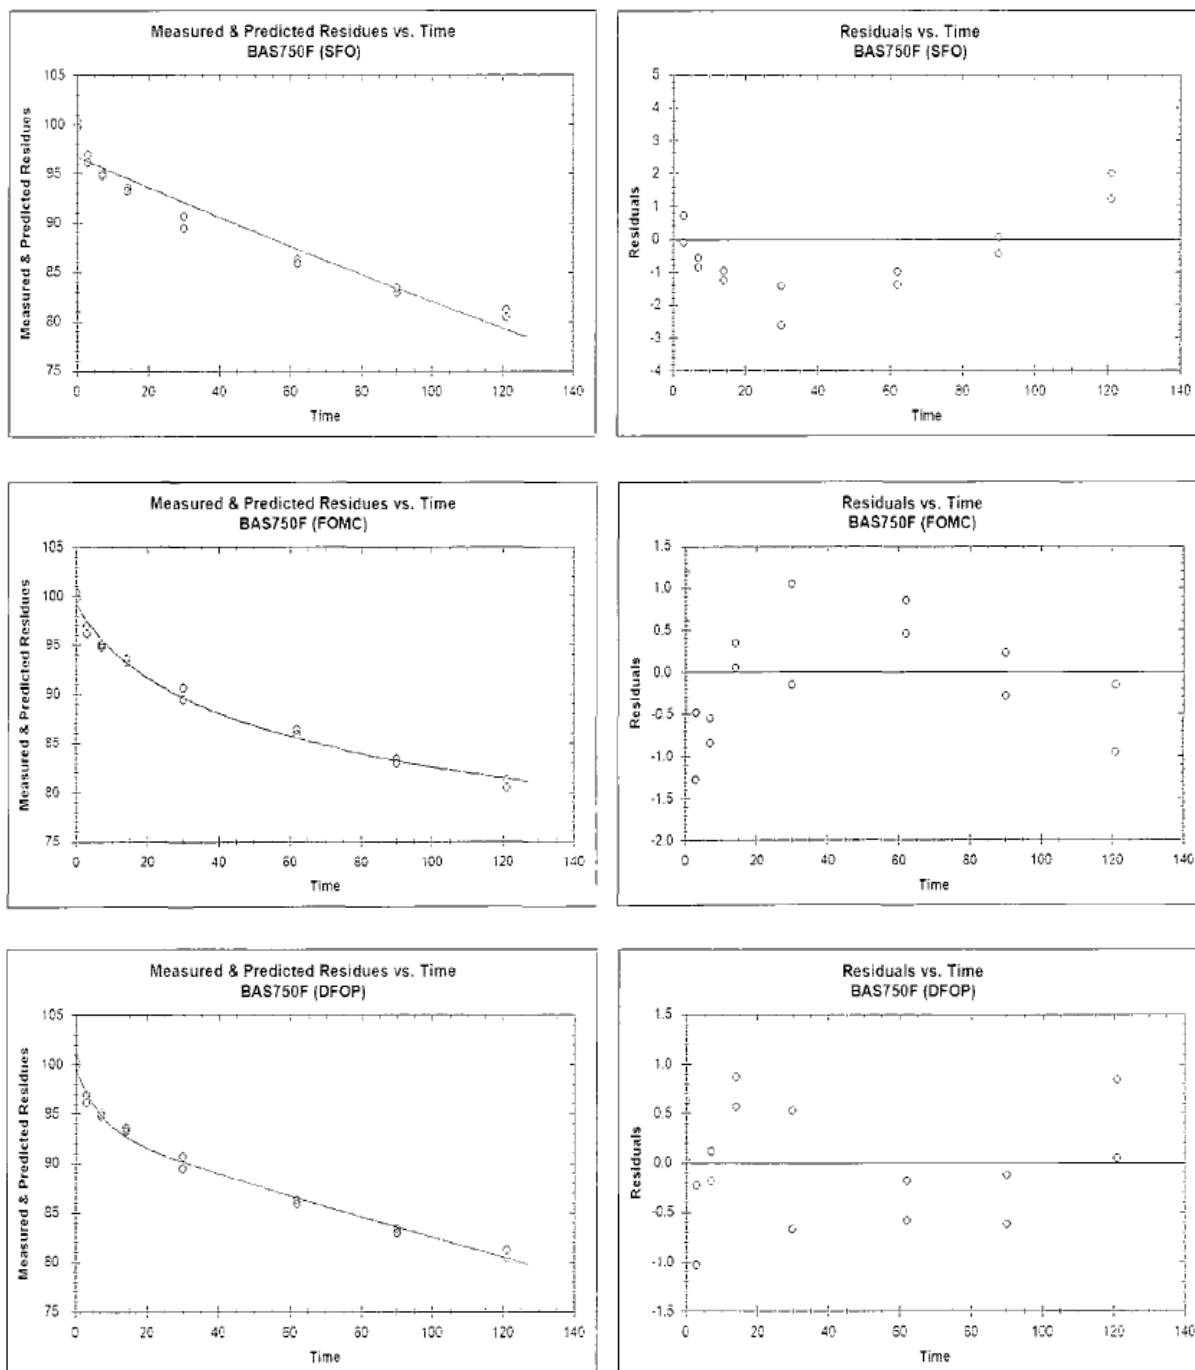 Measured & Predicted Residues vs. Time
BAS750F (SFO)
Measured & Predicted Residues
105
100
95
90
85
80
75
0 20 40 60 80 100 120 140
Time
Residuals vs. Time
BAS750F (SFO)
Residuals
5
4
3
2
1
0
-1
-2
-3
-4
0 20 40 60 80 100 120 140
Time
Measured & Predicted Residues vs. Time
BAS750F (FOMC)
Measured & Predicted Residues
105
100
95
90
85
80
75
0 20 40 60 80 100 120 140
Time
Residuals vs. Time
BAS750F (FOMC)
Residuals
1.5
1.0
0.5
0.0
-0.5
-1.0
-1.5
-2.0
0 20 40 60 80 100 120 140
Time
Measured & Predicted Residues vs. Time
BAS750F (DFOP)
Measured & Predicted Residues
105
100
95
90
85
80
75
0 20 40 60 80 100 120 140
Time
Residuals vs. Time
BAS750F (DFOP)
Residuals
1.5
1.0
0.5
0.0
-0.5
-1.0
-1.5
0 20 40 60 80 100 120 140
Time